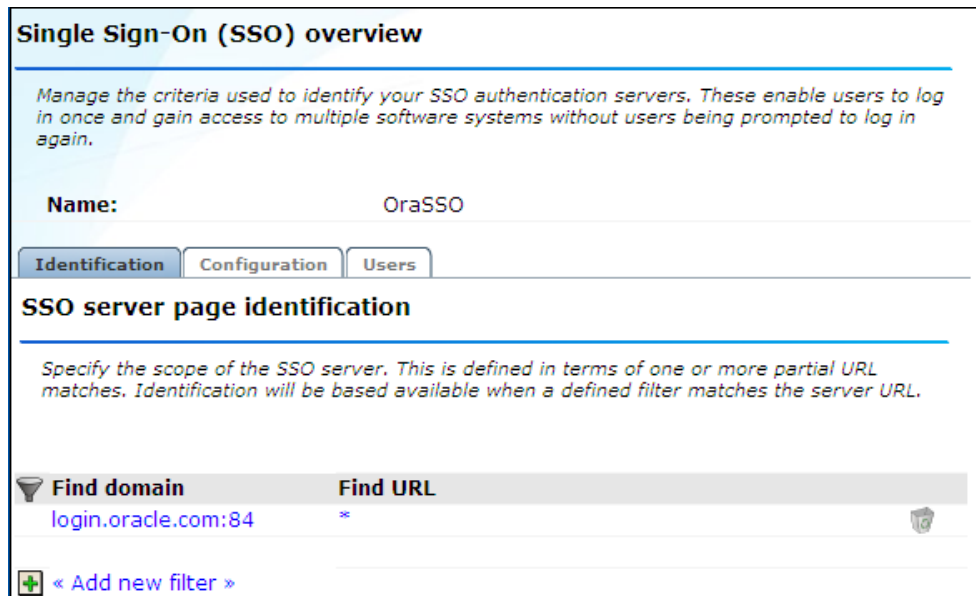 Single Sign-On (SSO) overview
Manage the criteria used to identify your SSO authentication servers. These enable users to log
in once and gain access to multiple software systems without users being prompted to log in
again.
Name: OraSSO
Identification Configuration Users
SSO server page identification
Specify the scope of the SSO server. This is defined in terms of one or more partial URL
matches. Identification will be based available when a defined filter matches the server URL.
Find domain Find URL
login.oracle.com:84 *
« Add new filter »